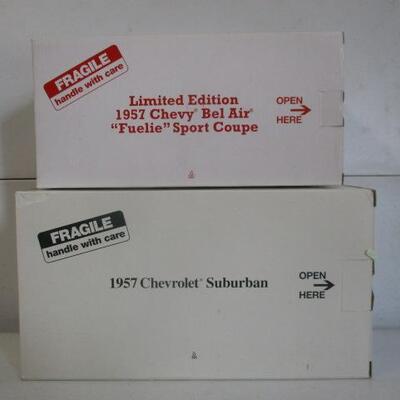 FRAGILE
handle with care
Limited Edition
1957 Chevy® Bel Air®
"Fuelie" Sport Coupe
OPEN
HERE
FRAGILE
handle with care
1957 Chevrolet® Suburban
OPEN
HERE